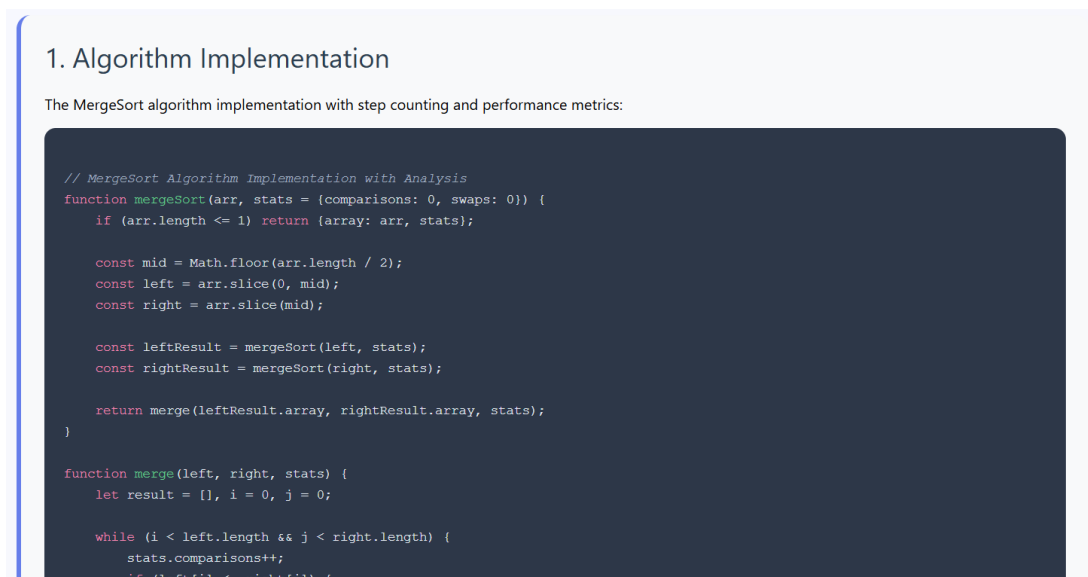 1. Algorithm Implementation
The MergeSort algorithm implementation with step counting and performance metrics:
// MergeSort Algorithm Implementation with Analysis
function mergeSort(arr, stats = {comparisons: 0, swaps: 0}) {
    if (arr.length <= 1) return {array: arr, stats};
    const mid = Math.floor(arr.length / 2);
    const left = arr.slice(0, mid);
    const right = arr.slice(mid);
    const leftResult = mergeSort(left, stats);
    const rightResult = mergeSort(right, stats);
    return merge(leftResult.array, rightResult.array, stats);
}
function merge(left, right, stats) {
    let result = [], i = 0, j = 0;
    while (i < left.length && j < right.length) {
        stats.comparisons++;